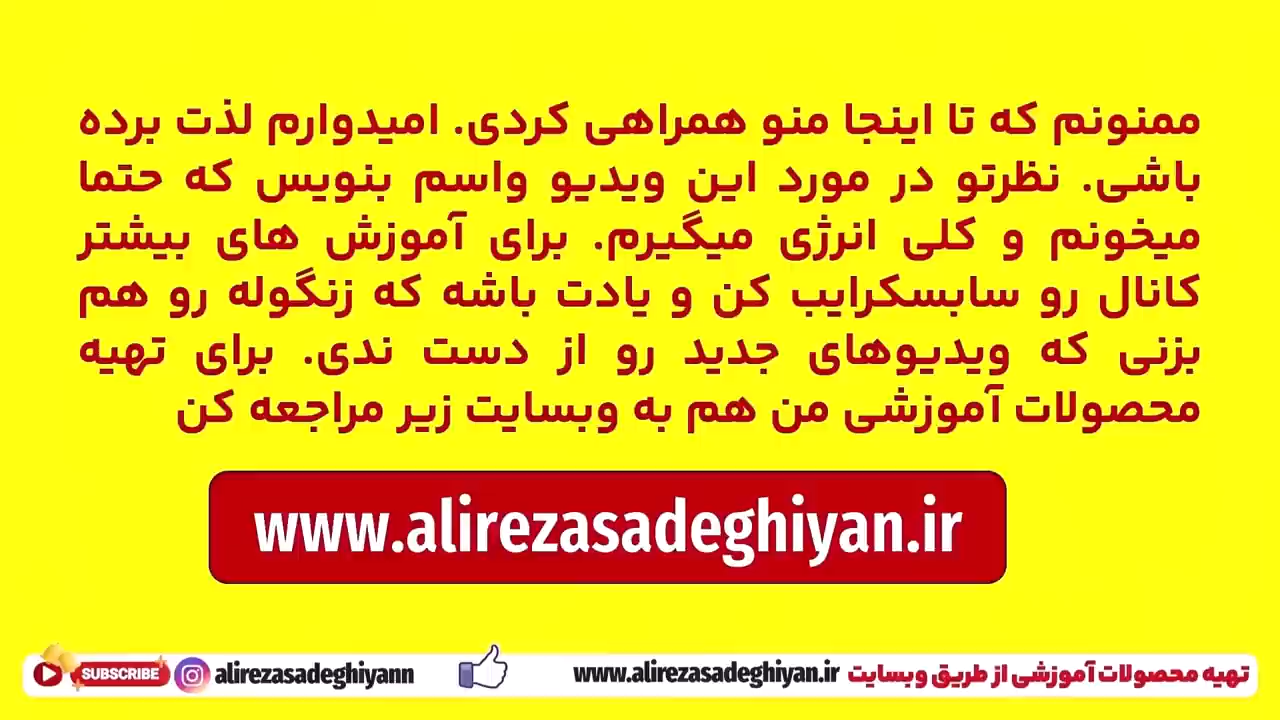 ممنونم که تا اینجا منو همراهی کردی. امیدوارم لذت برده
باشی. نظرتو در مورد این ویدیو واسم بنویس که حتما
میخونم و کلی انرژی میگیرم. برای آموزش های بیشتر
کانال رو سابسکرایب کن و یادت باشه که زنگوله رو هم
بزنی که ویدیوهای جدید رو از دست ندی. برای تهیه
محصولات آموزشی من هم به وبسایت زیر مراجعه کن
www.alirezasadeghiyan.ir
SUBSCRIBE alirezasadeghiyann www.alirezasadeghiyan.ir تهیه محصولات آموزشی از طریق وبسایت